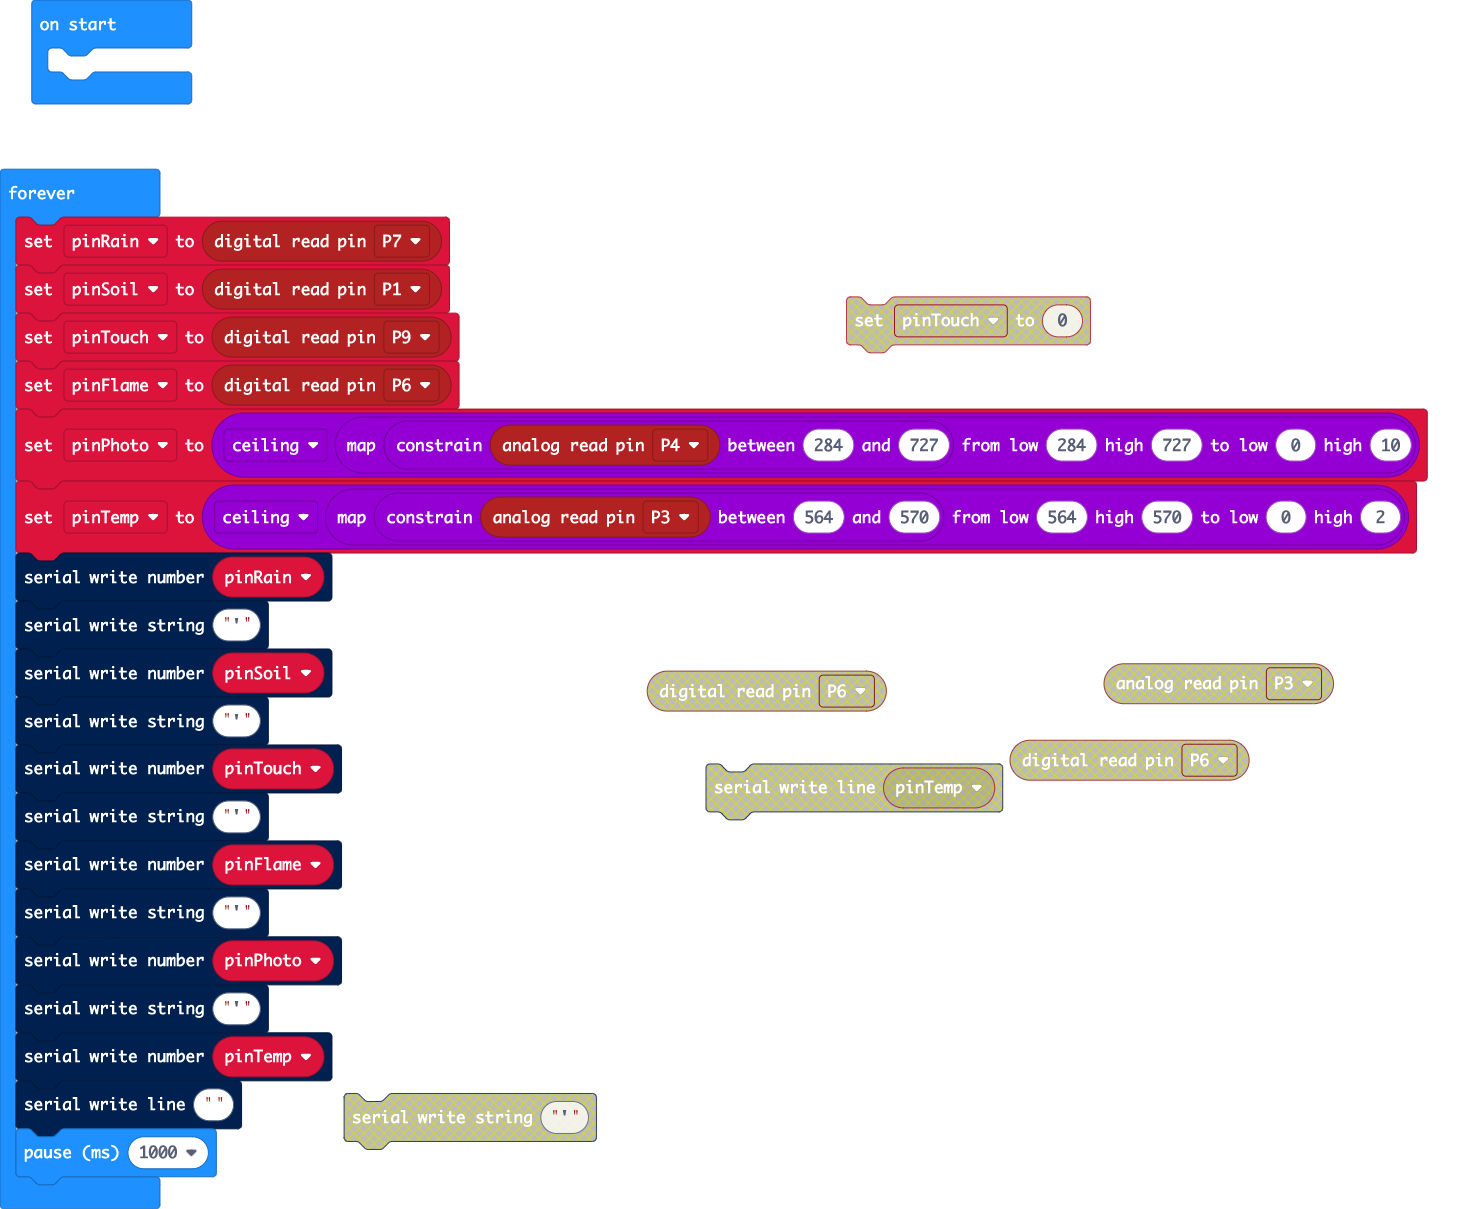 on start
forever
set pinRain to digital read pin P7
set pinSoil to digital read pin P1
set pinTouch to digital read pin P9
set pinFlame to digital read pin P6
set pinPhoto to ceiling map constrain analog read pin P4 between 284 and 727 from low 284 high 727 to low 0 high 10
set pinTemp to ceiling map constrain analog read pin P3 between 564 and 570 from low 564 high 570 to low 0 high 2
serial write number pinRain
serial write string "'"
serial write number pinSoil
serial write string "'"
serial write number pinTouch
serial write string "'"
serial write number pinFlame
serial write string "'"
serial write number pinPhoto
serial write string "'"
serial write number pinTemp
serial write line " "
pause (ms) 1000
set pinTouch to 0
digital read pin P6
analog read pin P3
digital read pin P6
serial write line pinTemp
serial write string "'"